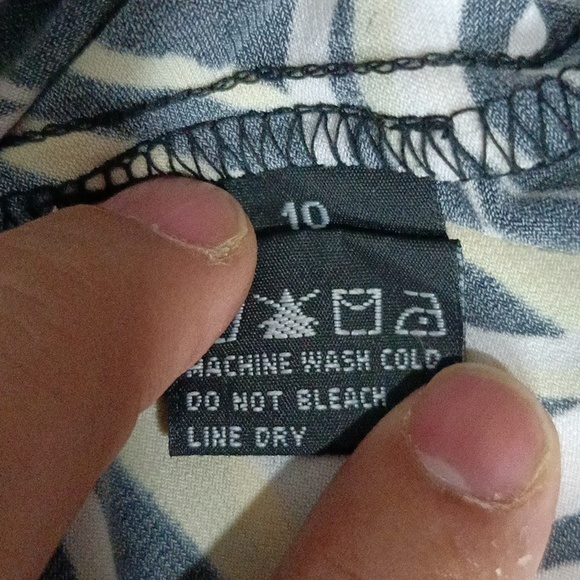 10
MACHINE WASH COLD
DO NOT BLEACH
LINE DRY